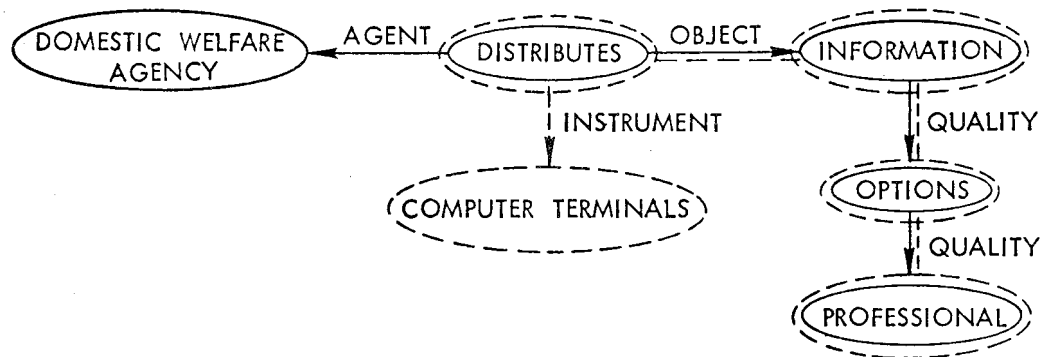 DOMESTIC WELFARE
AGENCY
AGENT
DISTRIBUTES
OBJECT
INFORMATION
INSTRUMENT
QUALITY
COMPUTER TERMINALS
OPTIONS
QUALITY
PROFESSIONAL